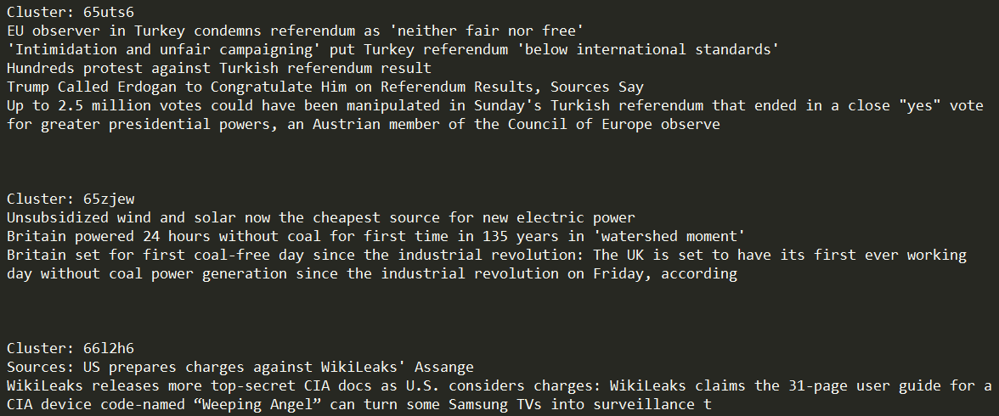 Cluster: 65uts6
EU observer in Turkey condemns referendum as 'neither fair nor free'
'Intimidation and unfair campaigning' put Turkey referendum 'below international standards'
Hundreds protest against Turkish referendum result
Trump Called Erdogan to Congratulate Him on Referendum Results, Sources Say
Up to 2.5 million votes could have been manipulated in Sunday's Turkish referendum that ended in a close "yes" vote
for greater presidential powers, an Austrian member of the Council of Europe observe
Cluster: 65zjew
Unsubsidized wind and solar now the cheapest source for new electric power
Britain powered 24 hours without coal for first time in 135 years in 'watershed moment'
Britain set for first coal-free day since the industrial revolution: The UK is set to have its first ever working
day without coal power generation since the industrial revolution on Friday, according
Cluster: 66l2h6
Sources: US prepares charges against WikiLeaks' Assange
WikiLeaks releases more top-secret CIA docs as U.S. considers charges: WikiLeaks claims the 31-page user guide for a
CIA device code-named “Weeping Angel” can turn some Samsung TVs into surveillance t